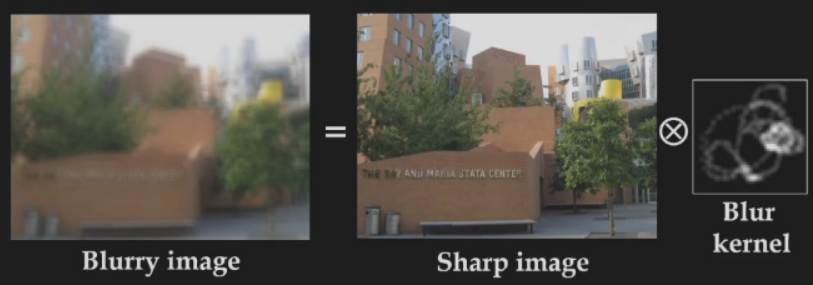 THE RAY AND MARIA STATA CENTER
=
⊗
Blurry image
Sharp image
Blur
kernel